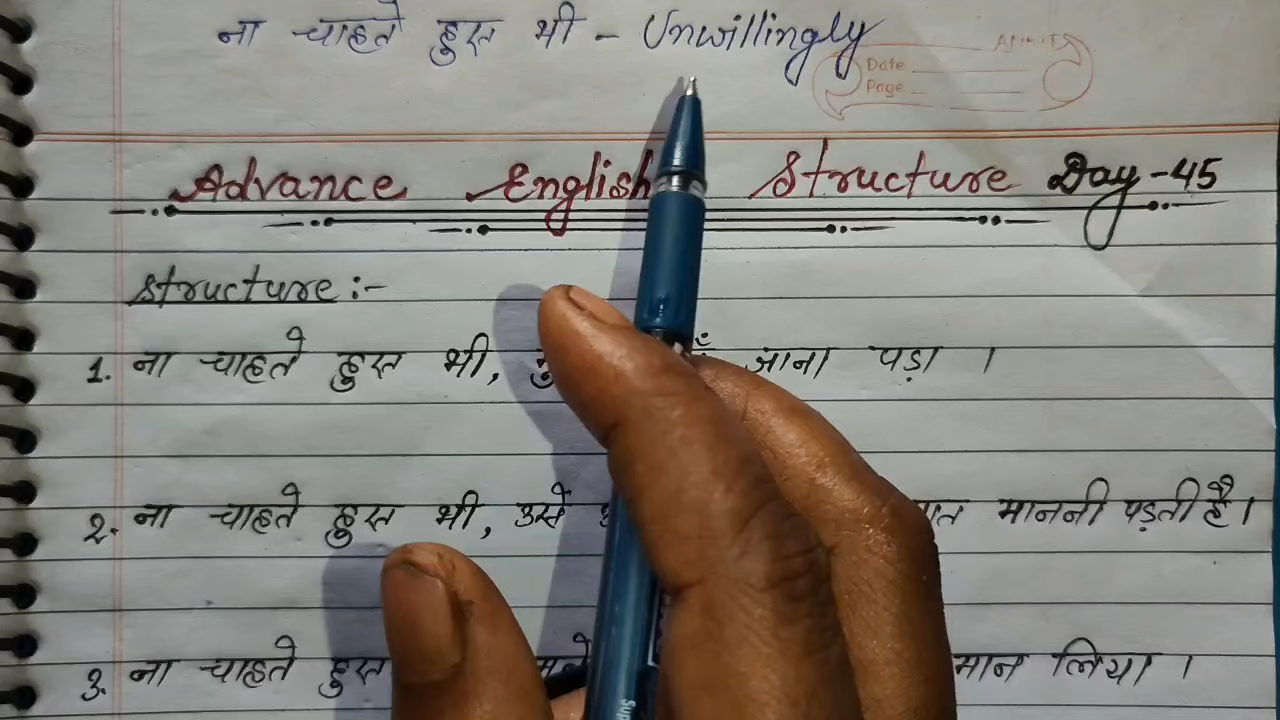 ना चाहते हुए भी - Unwillingly
Date
Page
Advance English Structure Day - 45
Structure :-
1. ना चाहते हुए भी, जाना पड़ा ।
2. ना चाहते हुए भी, उसे माननी पड़ती है।
3. ना चाहते हुए मान लिया ।